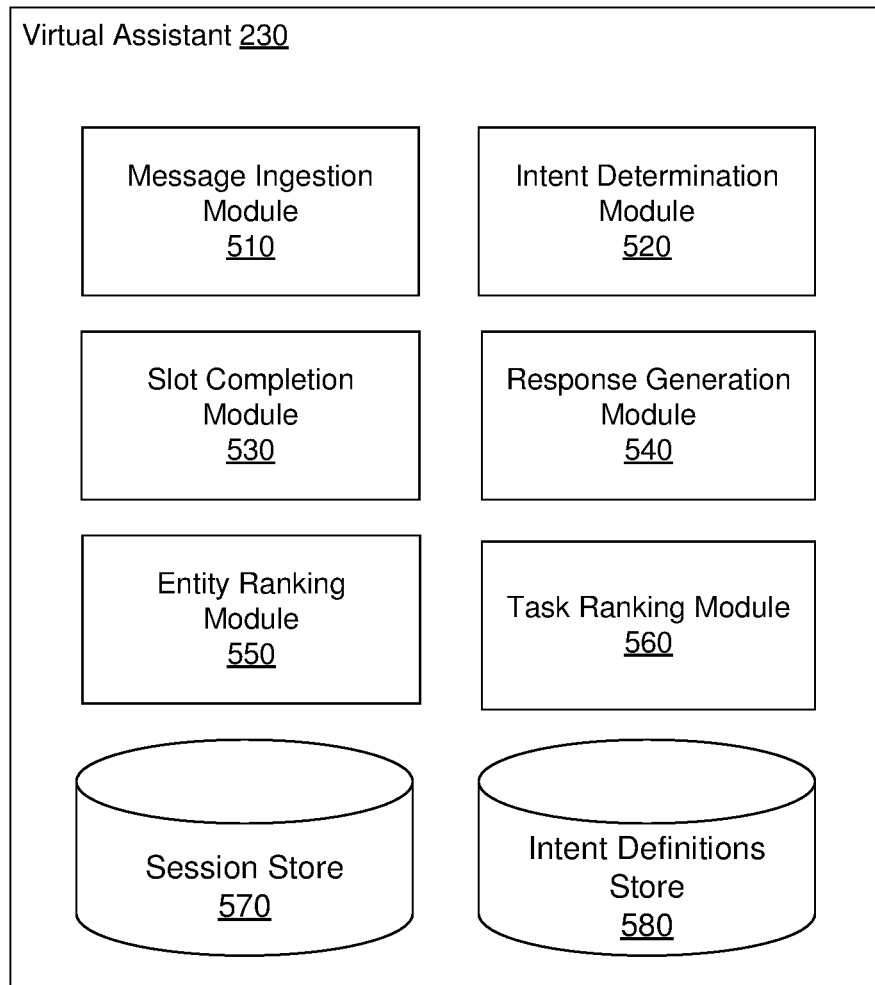 Virtual Assistant 230
Message Ingestion
Module
510
Intent Determination
Module
520
Slot Completion
Module
530
Response Generation
Module
540
Entity Ranking
Module
550
Task Ranking Module
560
Session Store
570
Intent Definitions
Store
580